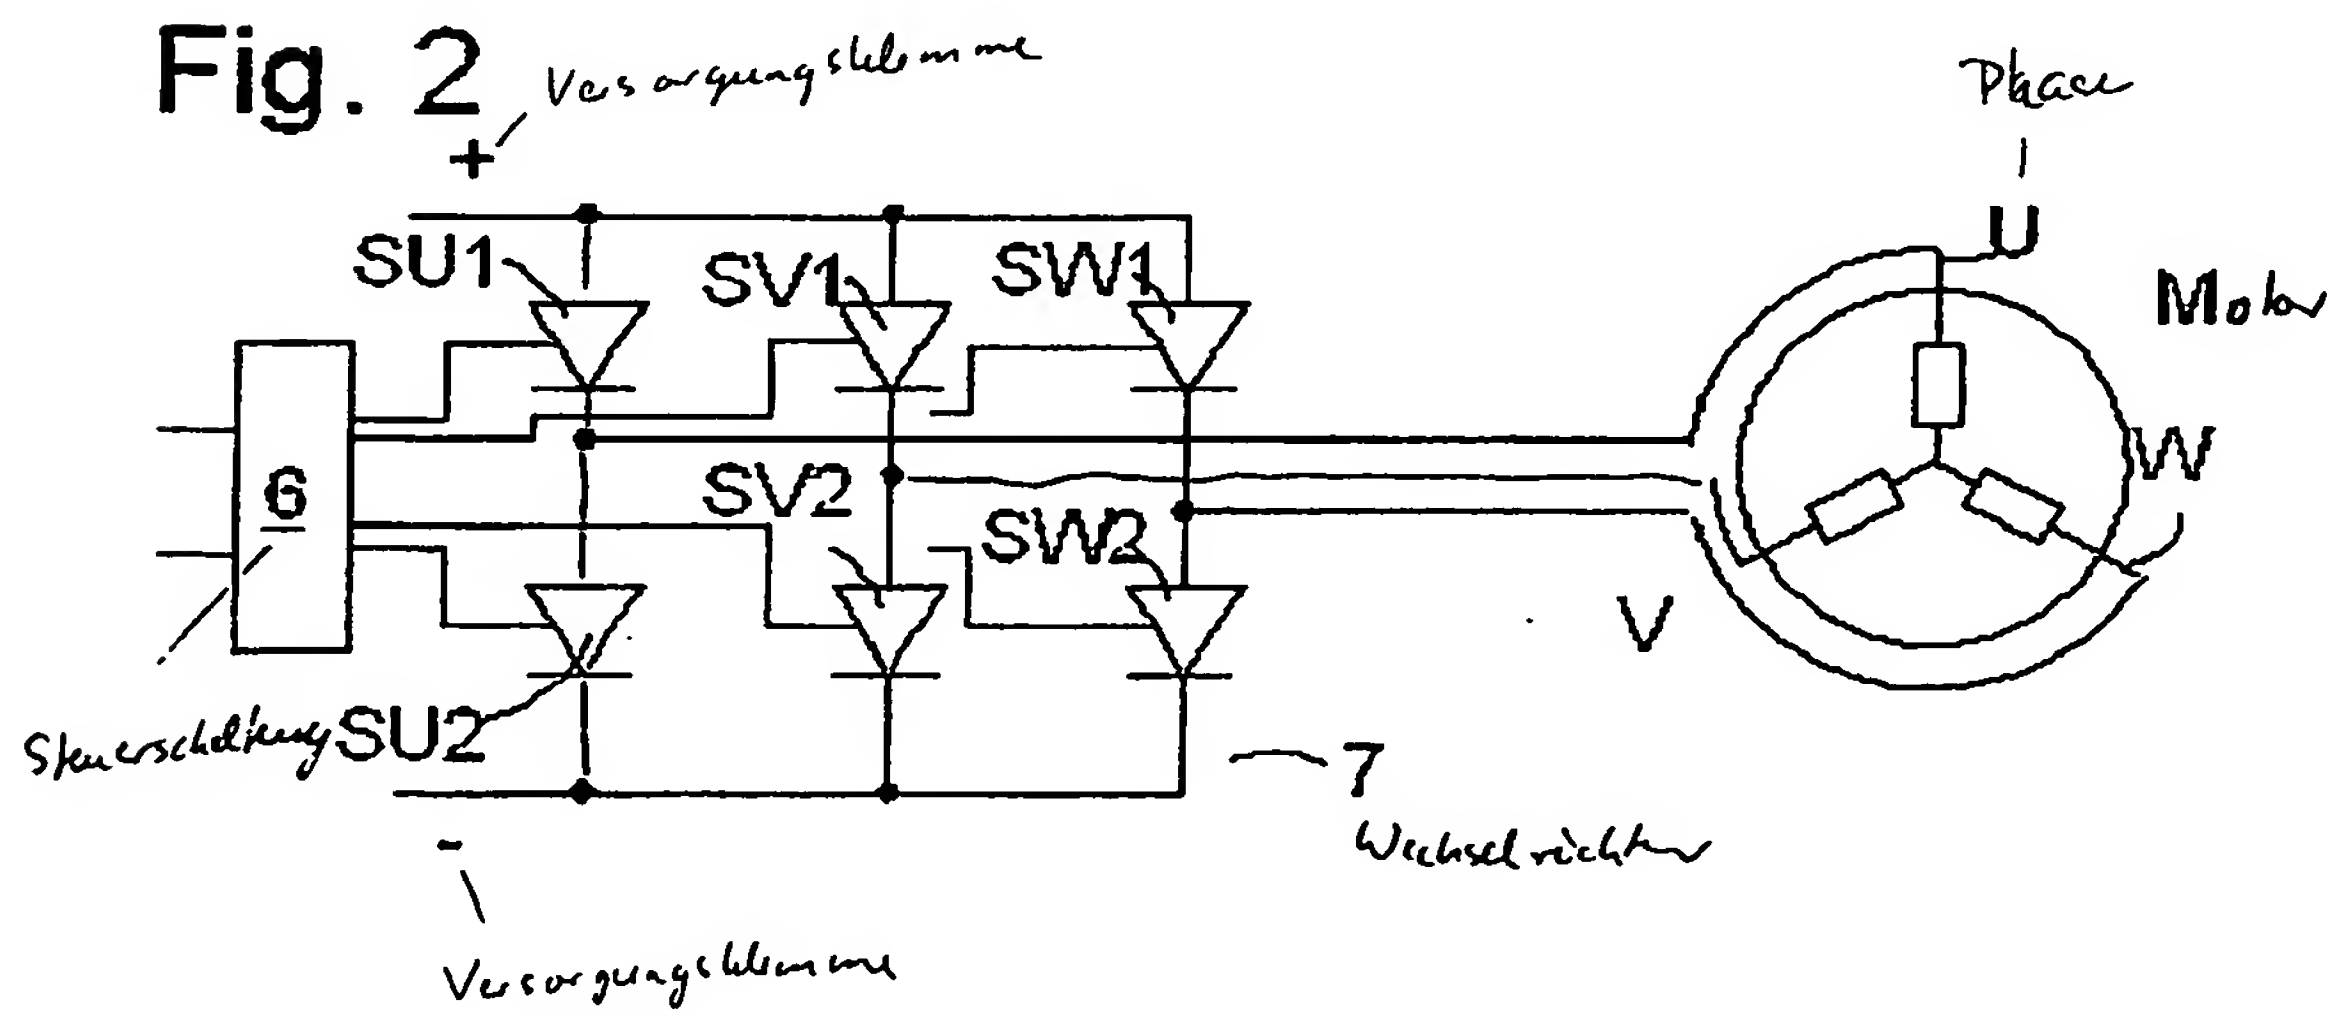 Fig. 2
Versorgungsklemme
Phase
+
U
SU1
SV1
SW1
Motor
6
SV2
SW2
W
V
Steuerschaltung
SU2
7
Wechselrichter
-
Versorgungsklemme